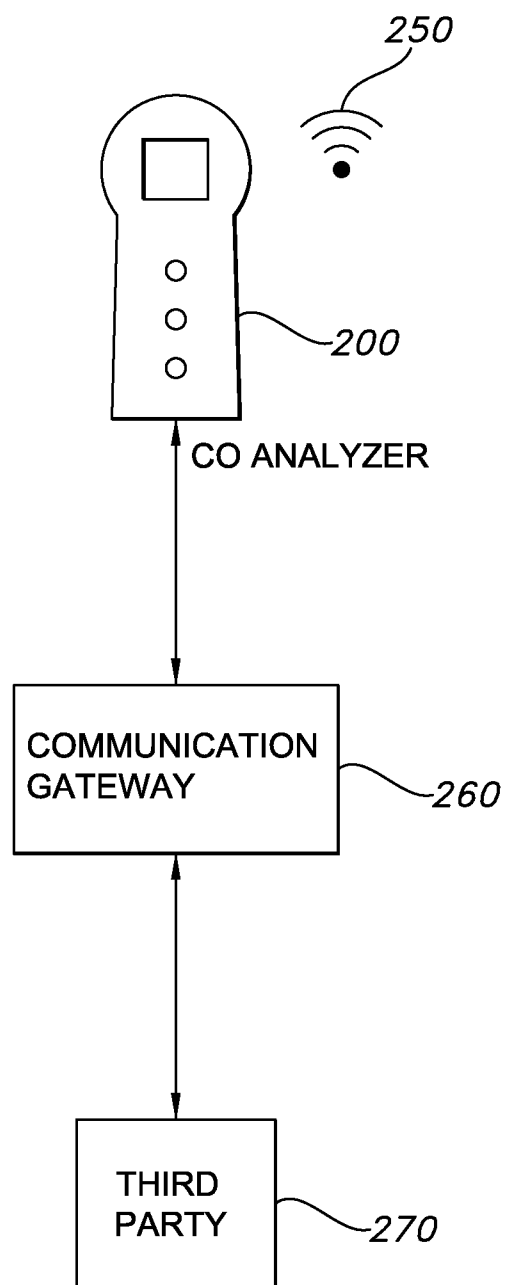 250
200
CO ANALYZER
COMMUNICATION
GATEWAY
260
THIRD
PARTY
270